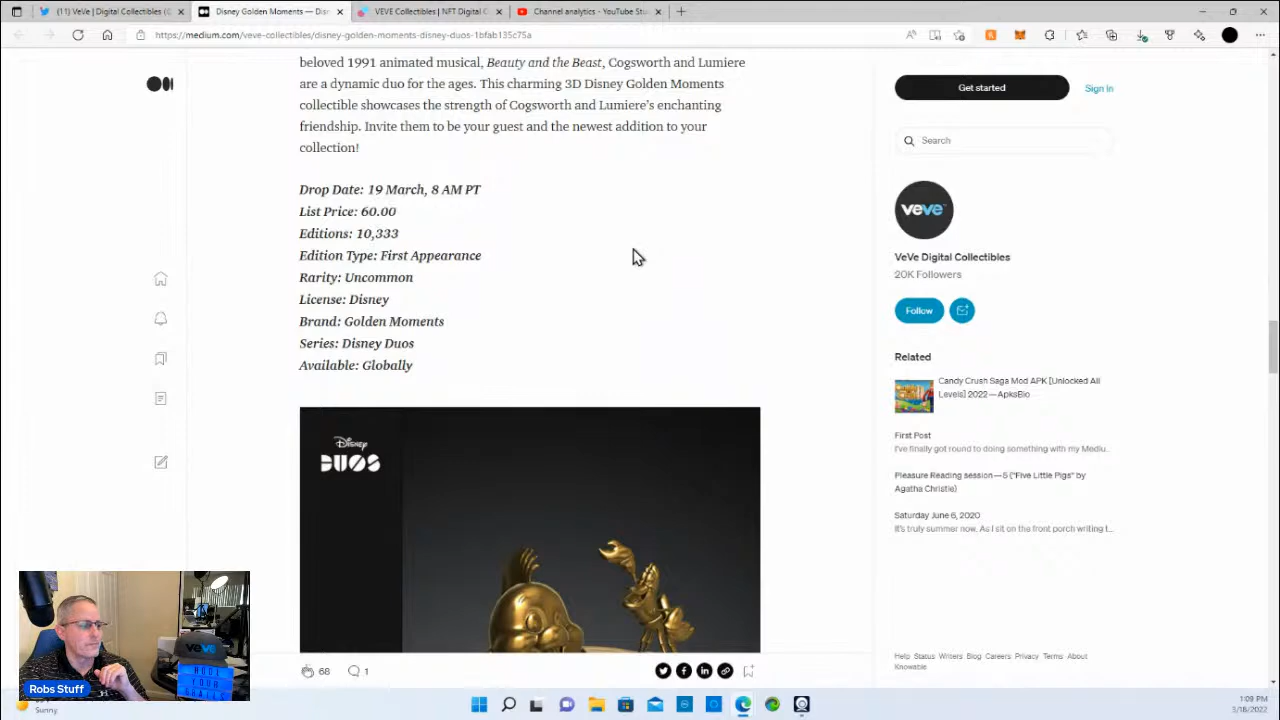 (11) VeVe | Digital Collectibles (
Disney Golden Moments — Dis
VEVE Collectibles | NFT Digital C
Channel analytics - YouTube Stu
https://medium.com/veve-collectibles/disney-golden-moments-disney-duos-1bfab135c75a
beloved 1991 animated musical, Beauty and the Beast, Cogsworth and Lumiere
are a dynamic duo for the ages. This charming 3D Disney Golden Moments
collectible showcases the strength of Cogsworth and Lumiere's enchanting
friendship. Invite them to be your guest and the newest addition to your
collection!
Drop Date: 19 March, 8 AM PT
List Price: 60.00
Editions: 10,333
Edition Type: First Appearance
Rarity: Uncommon
License: Disney
Brand: Golden Moments
Series: Disney Duos
Available: Globally
Disney
DUOS
68
1
Get started
Sign In
Search
veve
VeVe Digital Collectibles
20K Followers
Follow
Related
Candy Crush Saga Mod APK [Unlocked All
Levels] 2022 — ApksBio
First Post
I've finally got round to doing something with my Mediu..
Pleasure Reading session — 5 ("Five Little Pigs" by
Agatha Christie)
Saturday June 6, 2020
It's truly summer now. As I sit on the front porch writing t...
Help Status Writers Blog Careers Privacy Terms About
Knowable
veve
HODL
YOUR
GRAILS
Robs Stuff
Sunny
1:09 PM
3/18/2022